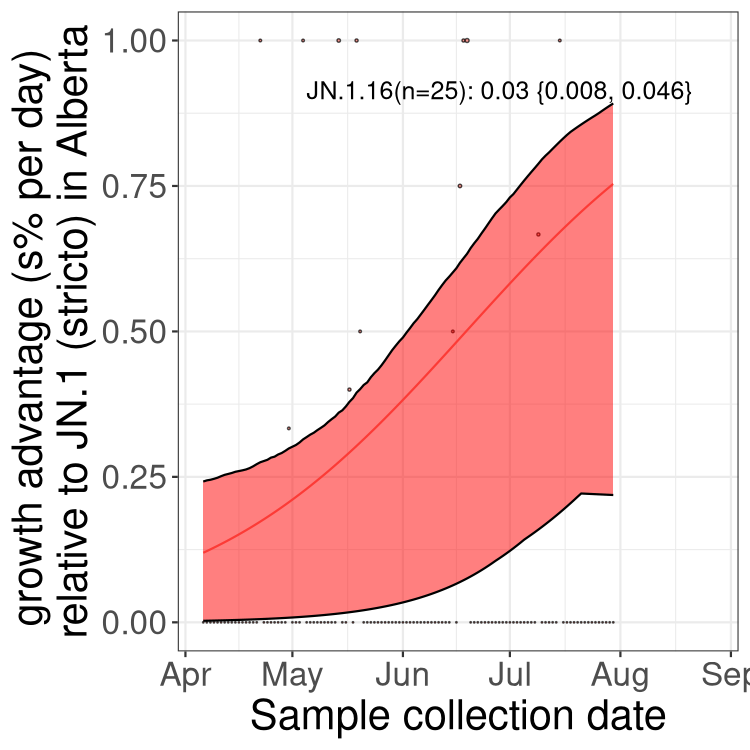 growth advantage (s% per day)
relative to JN.1 (stricto) in Alberta
1.00
0.75
0.50
0.25
0.00
JN.1.16(n=25): 0.03 {0.008, 0.046}
Apr May Jun Jul Aug Sep
Sample collection date